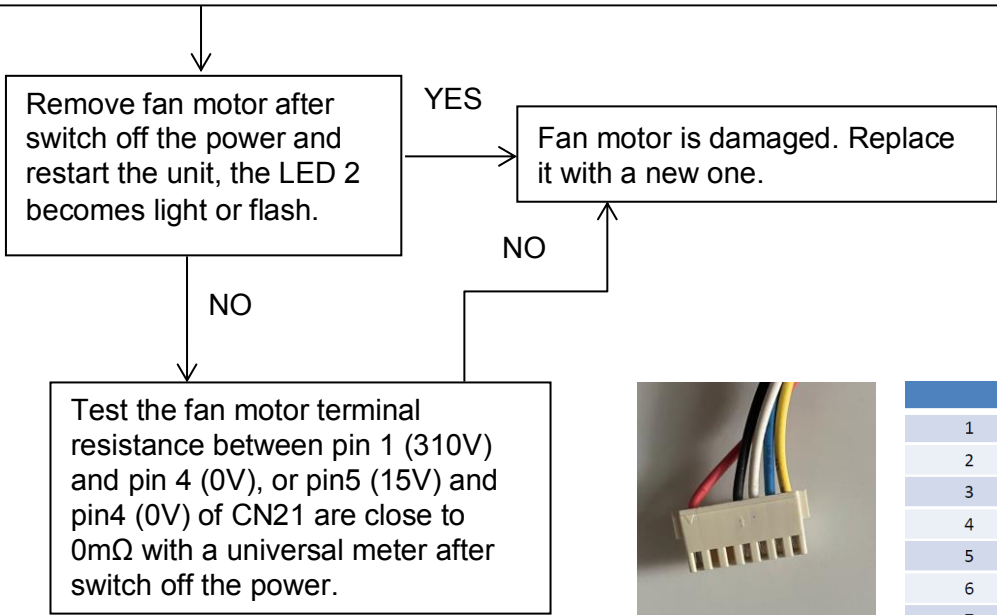 Remove fan motor after
switch off the power and
restart the unit, the LED 2
becomes light or flash.
YES
Fan motor is damaged. Replace
it with a new one.
NO
NO
Test the fan motor terminal
resistance between pin 1 (310V)
and pin 4 (0V), or pin5 (15V) and
pin4 (0V) of CN21 are close to
0mΩ with a universal meter after
switch off the power.
1
2
3
4
5
6